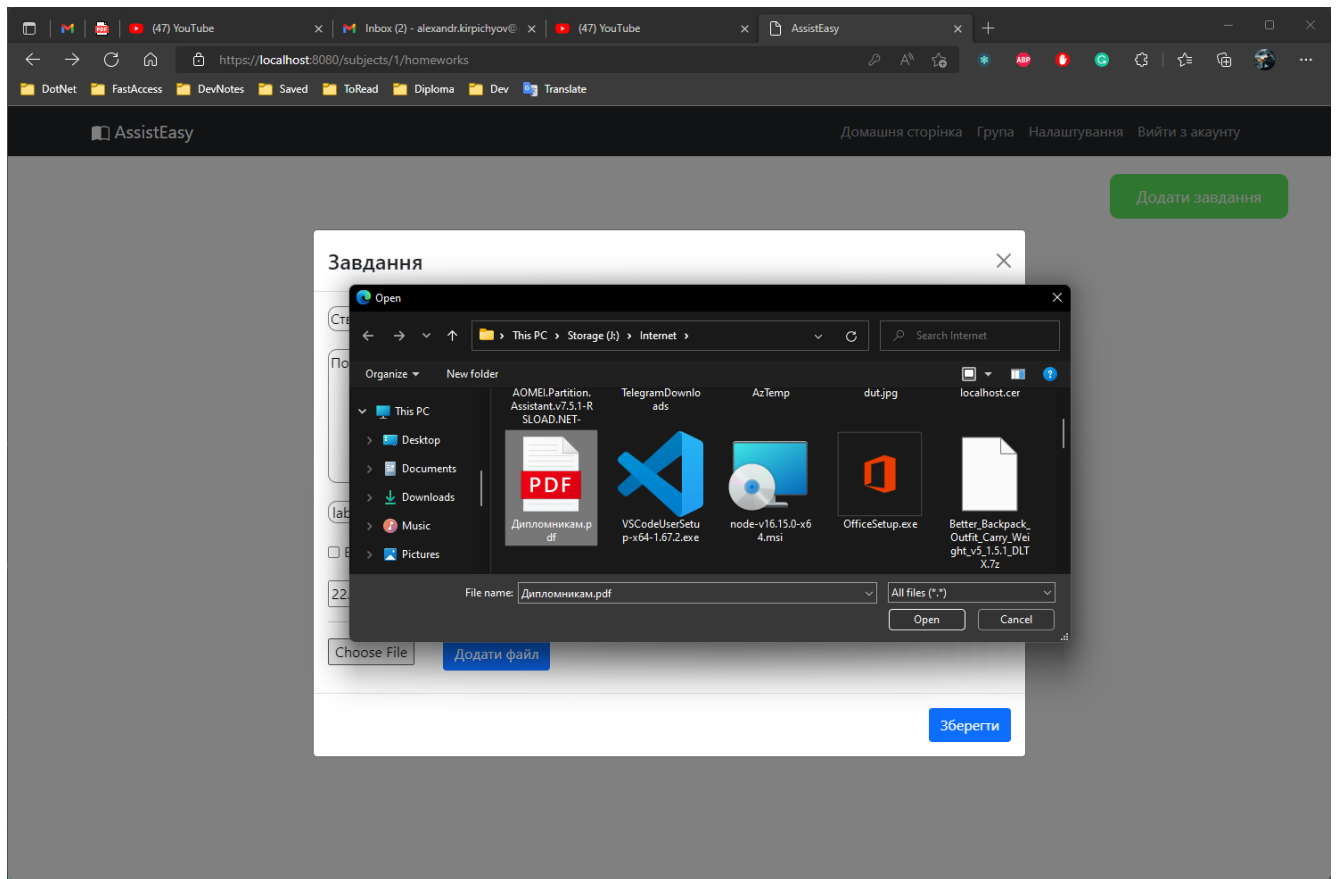 (47) YouTube
Inbox (2) - alexandr.kirpichyov@
(47) YouTube
AssistEasy
https://localhost:8080/subjects/1/homeworks
ABP
DotNet
FastAccess
DevNotes
Saved
ToRead
Diploma
Dev
Translate
AssistEasy
Домашня сторінка
Група
Налаштування
Вийти з акаунту
Додати завдання
Завдання
Open
This PC
Storage (J:)
Internet
Search Internet
Organize
New folder
This PC
Desktop
Documents
Downloads
Music
Pictures
AOMEI.Partition.
Assistant.v7.5.1-R
SLOAD.NET-
TelegramDownlo
ads
AzTemp
dut.jpg
localhost.cer
PDF
Дипломникам.p
df
VSCodeUserSetu
p-x64-1.67.2.exe
node-v16.15.0-x6
4.msi
OfficeSetup.exe
Better_Backpack_
Outfit_Carry_Wei
ght_v5_1.5.1_DLT
X.7z
File name:
Дипломникам.pdf
All files (*.*)
Open
Cancel
22
Choose File
Додати файл
Зберегти